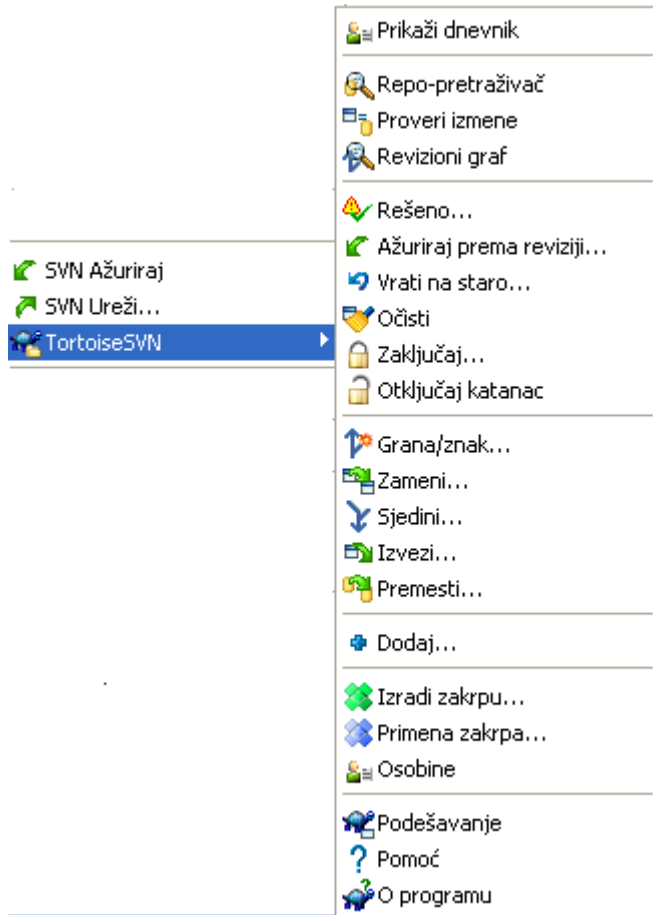 SVN Ažuriraj
SVN Ureži...
TortoiseSVN
Prikaži dnevnik
Repo-pretraživač
Proveri izmene
Revizioni graf
Rešeno...
Ažuriraj prema reviziji...
Vrati na staro...
Očisti
Zaključaj...
Otključaj katanac
Grana/znak...
Zameni...
Sjedini...
Izvezi...
Premesti...
Dodaj...
Izradi zakrpu...
Primena zakrpa...
Osobine
Podešavanje
Pomoć
O programu